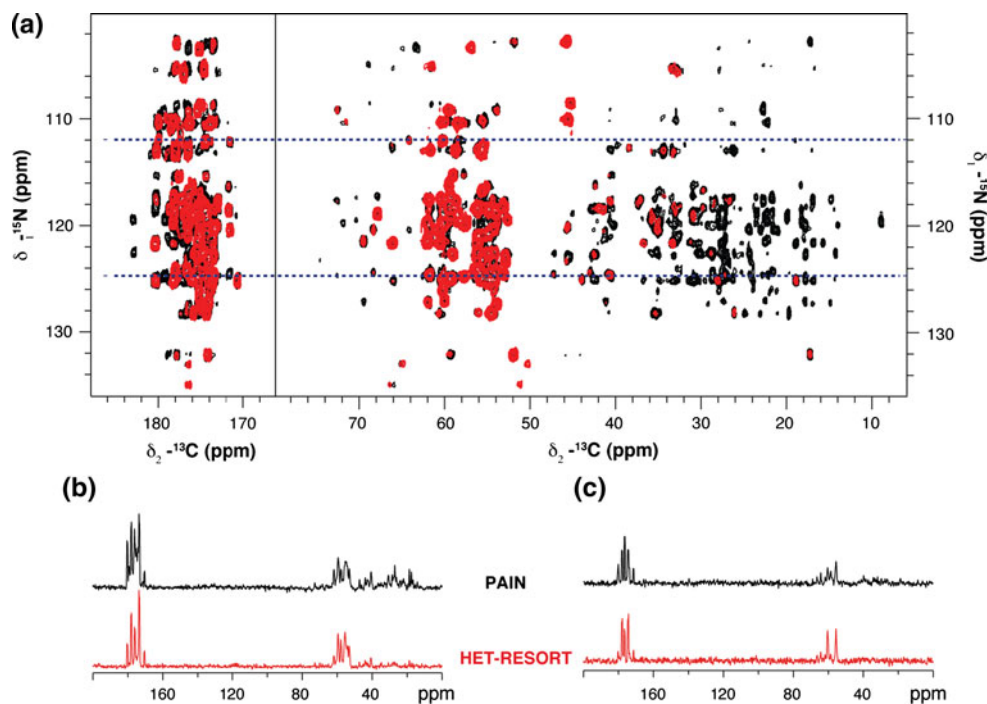 (a)
110
120
130
δ₁-¹⁵N (ppm)
110
120
130
δ₁-¹⁵N (ppm)
180 170 60 50 40 30 20 10
δ₂ -¹³C (ppm) δ₂ -¹³C (ppm)
(b) (c)
PAIN
HET-RESORT
160 120 80 40 ppm
160 120 80 40 ppm